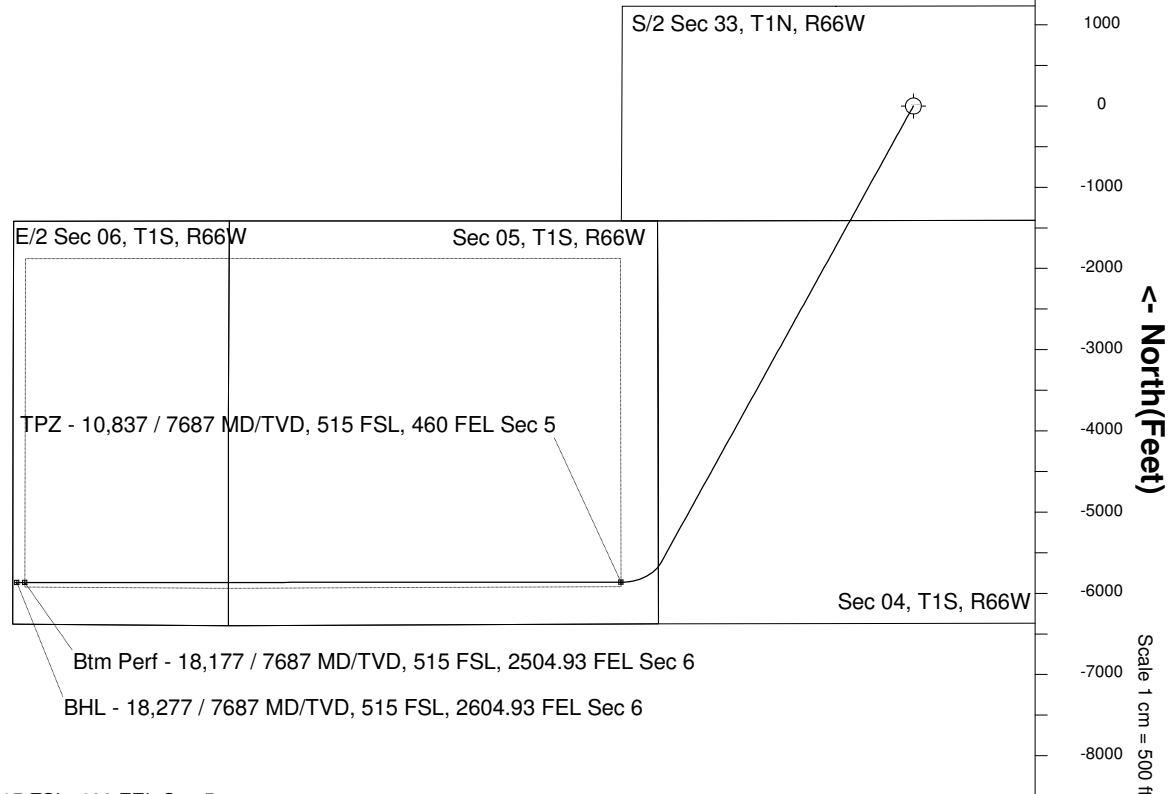 S/2 Sec 33, T1N, R66W
1000
0
-1000
E/2 Sec 06, T1S, R66W
Sec 05, T1S, R66W
-2000
-3000
TPZ - 10,837 / 7687 MD/TVD, 515 FSL, 460 FEL Sec 5
-4000
-5000
-6000
Sec 04, T1S, R66W
Btm Perf - 18,177 / 7687 MD/TVD, 515 FSL, 2504.93 FEL Sec 6
-7000
BHL - 18,277 / 7687 MD/TVD, 515 FSL, 2604.93 FEL Sec 6
-8000
<- North(Feet)
Scale 1 cm = 500 ft